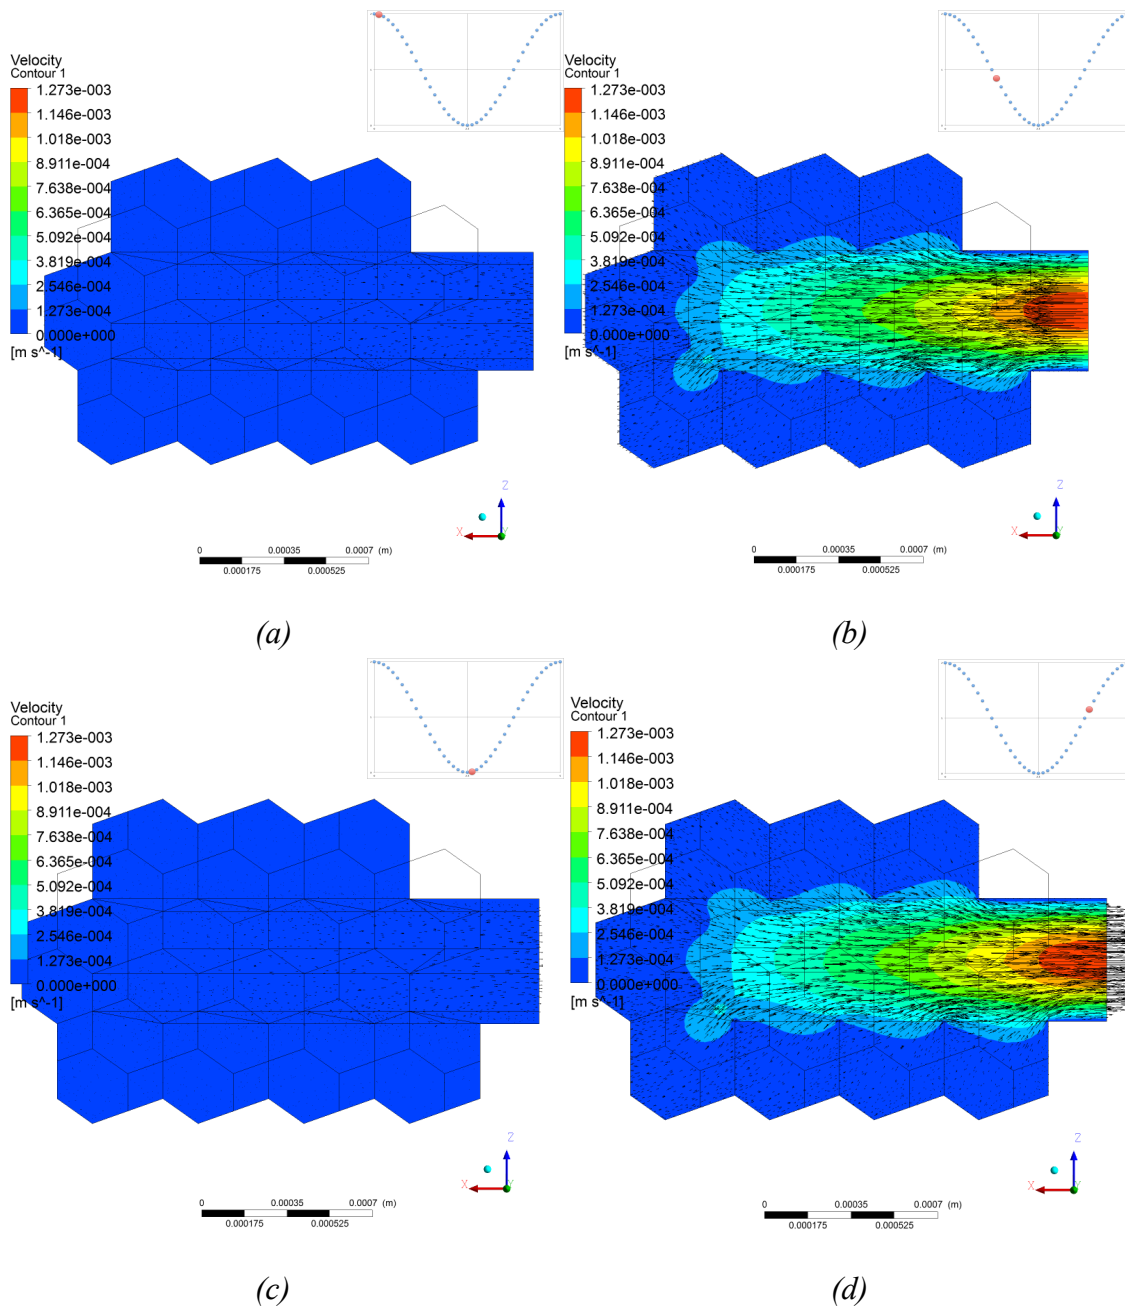 Velocity
Contour 1
1.273e-003
1.146e-003
1.018e-003
8.911e-004
7.638e-004
6.365e-004
5.092e-004
3.819e-004
2.546e-004
1.273e-004
0.000e+000
[m s^-1]
Z
X
Y
0 0.00035 0.0007 (m)
0.000175 0.000525
(a)
Velocity
Contour 1
1.273e-003
1.146e-003
1.018e-003
8.911e-004
7.638e-004
6.365e-004
5.092e-004
3.819e-004
2.546e-004
1.273e-004
0.000e+000
[m s^-1]
Z
X
Y
0 0.00035 0.0007 (m)
0.000175 0.000525
(b)
Velocity
Contour 1
1.273e-003
1.146e-003
1.018e-003
8.911e-004
7.638e-004
6.365e-004
5.092e-004
3.819e-004
2.546e-004
1.273e-004
0.000e+000
[m s^-1]
Z
X
Y
0 0.00035 0.0007 (m)
0.000175 0.000525
(c)
Velocity
Contour 1
1.273e-003
1.146e-003
1.018e-003
8.911e-004
7.638e-004
6.365e-004
5.092e-004
3.819e-004
2.546e-004
1.273e-004
0.000e+000
[m s^-1]
Z
X
Y
0 0.00035 0.0007 (m)
0.000175 0.000525
(d)